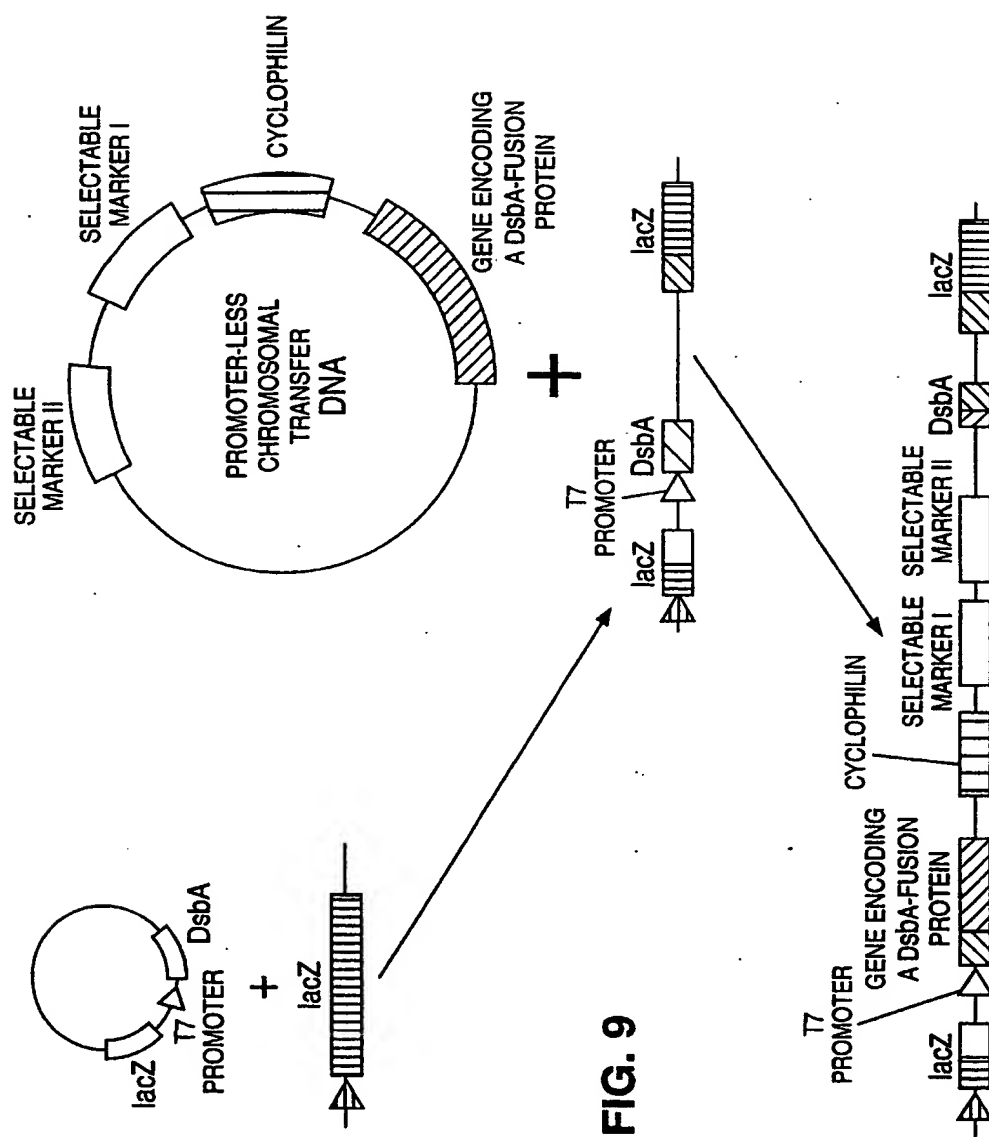 lacZ
T7
PROMOTER
DsbA
+
lacZ
SELECTABLE
MARKER II
SELECTABLE
MARKER I
CYCLOPHILIN
GENE ENCODING
A DsbA-FUSION
PROTEIN
PROMOTER-LESS
CHROMOSOMAL
TRANSFER
DNA
+
lacZ
T7
PROMOTER
DsbA
lacZ
FIG. 9
lacZ
T7
PROMOTER
GENE ENCODING
A DsbA-FUSION
PROTEIN
CYCLOPHILIN
SELECTABLE
MARKER I
SELECTABLE
MARKER II
DsbA
lacZ